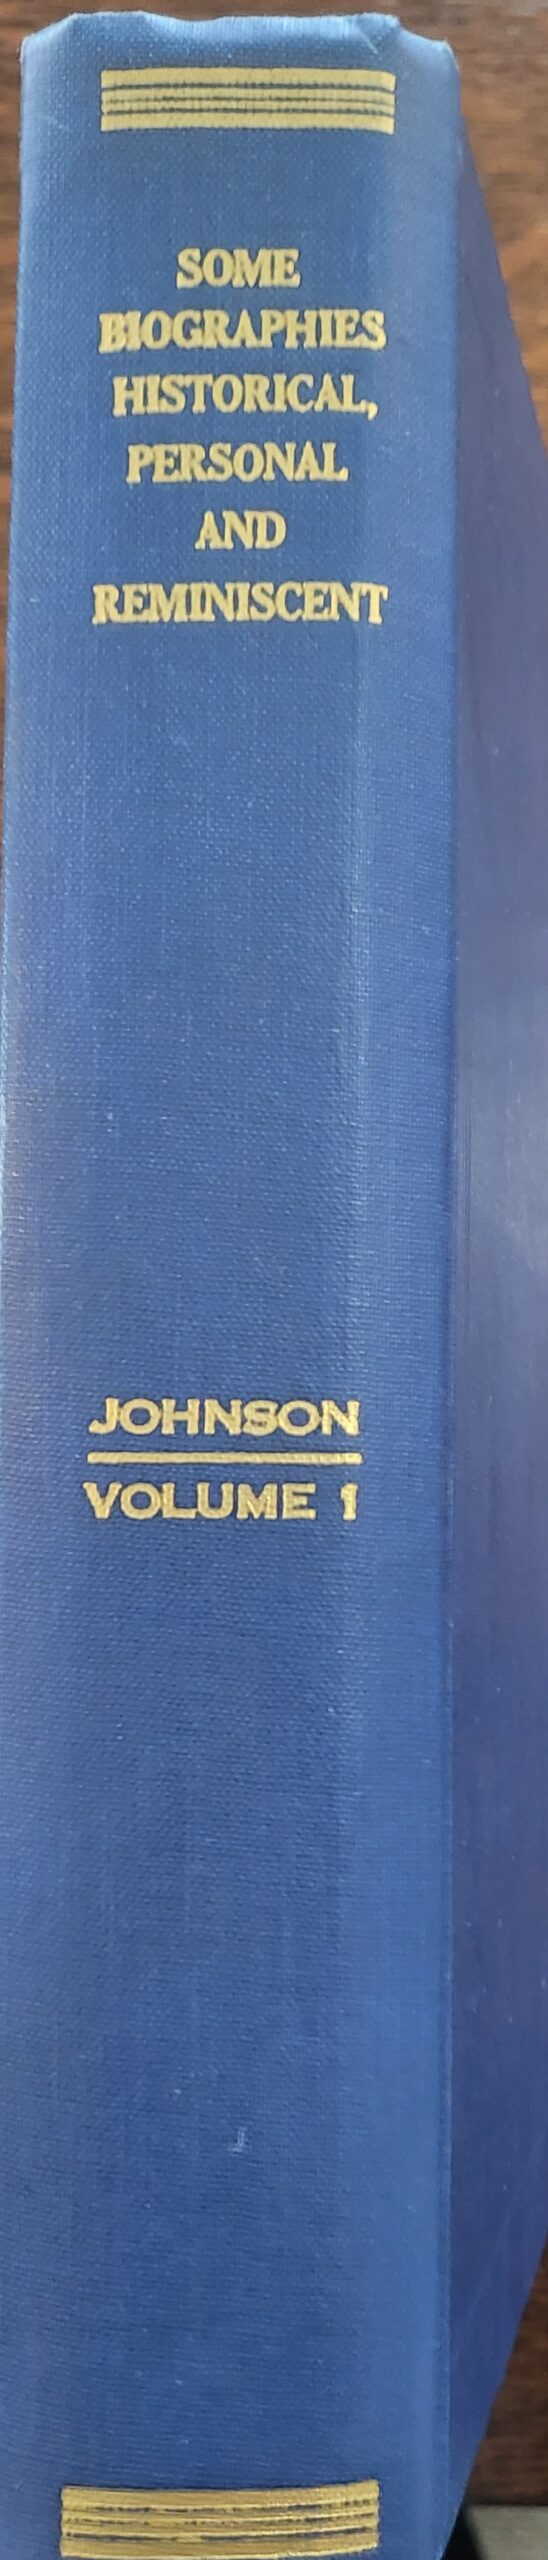 SOME
BIOGRAPHIES
HISTORICAL,
PERSONAL
AND
REMINISCENT
JOHNSON
VOLUME 1